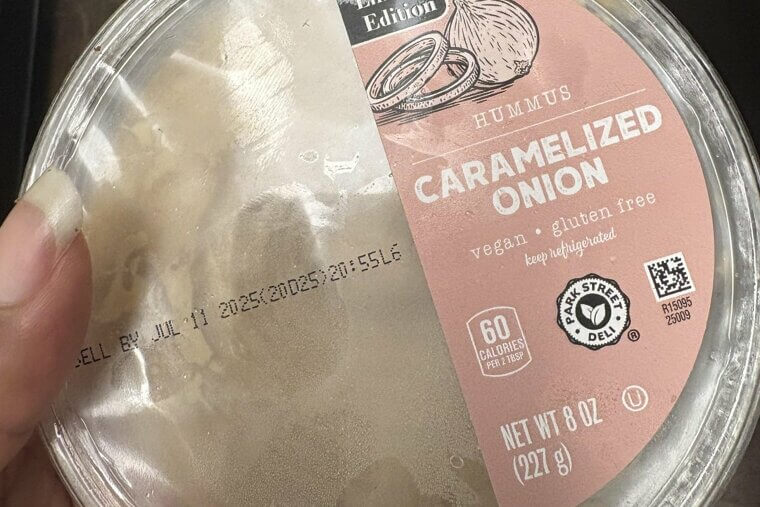 Edition
HUMMUS
CARAMELIZED
ONION
vegan • gluten free
keep refrigerated
SELL BY JUL 11 2025(20D25)20:55L6
60
CALORIES
PER 2 TBSP
PARK STREET
• DELI •
®
R15095
25009
NET WT 8 OZ
(227 g)
U